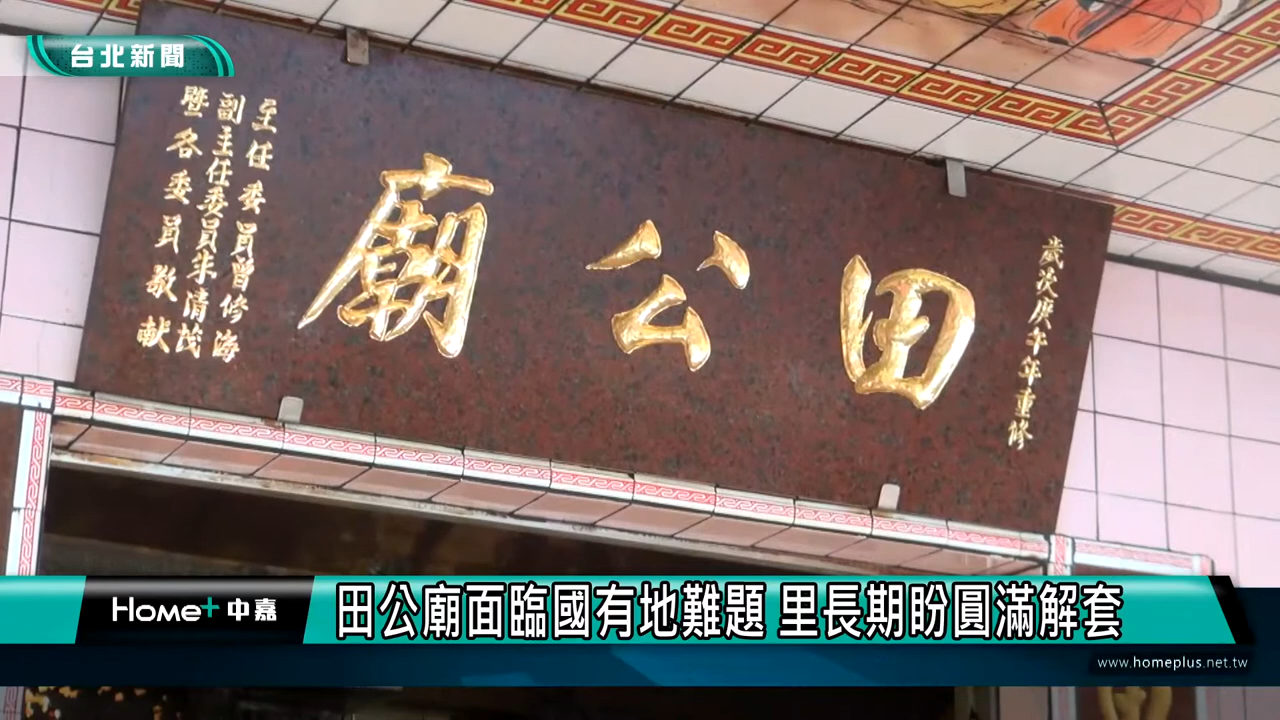 台北新聞
歲次庚午年重修
田公廟
主任委員曾修海
副主任委員朱清茂
暨各委員敬献
Home+中嘉
田公廟面臨國有地難題 里長期盼圓滿解套
www.homeplus.net.tw